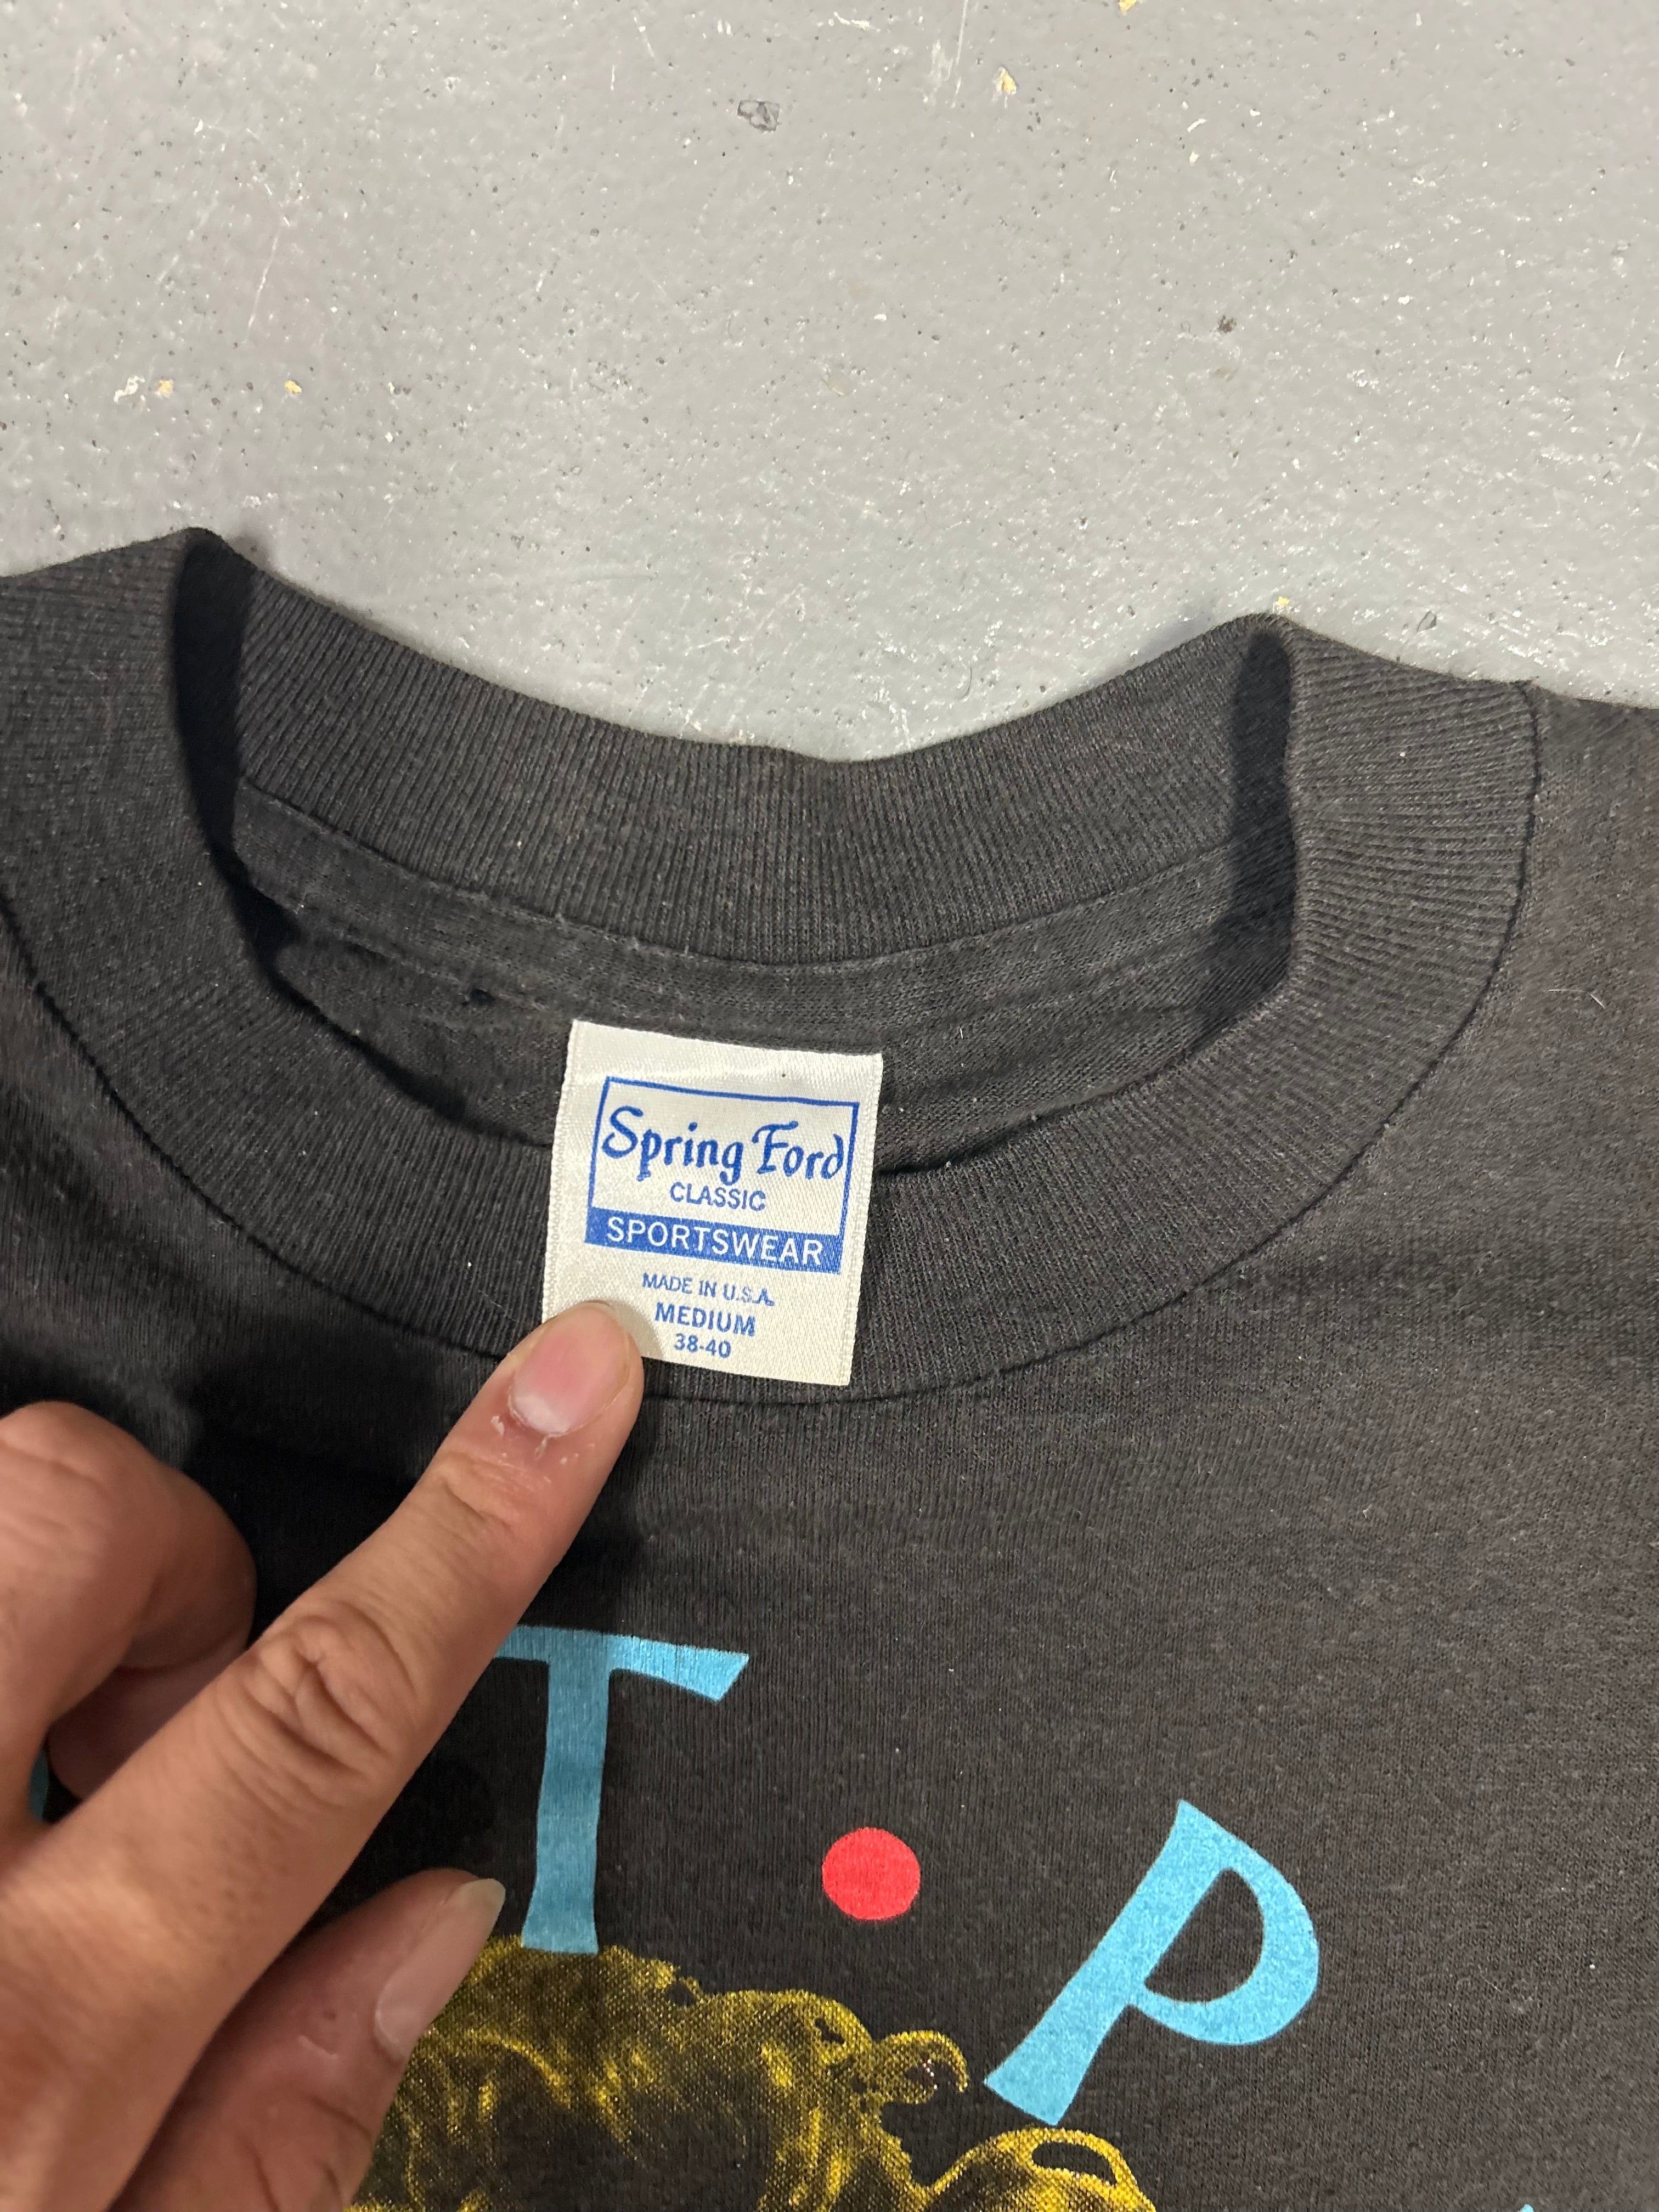 Spring Ford
CLASSIC
SPORTSWEAR
MADE IN U.S.A.
MEDIUM
38-40
T • P